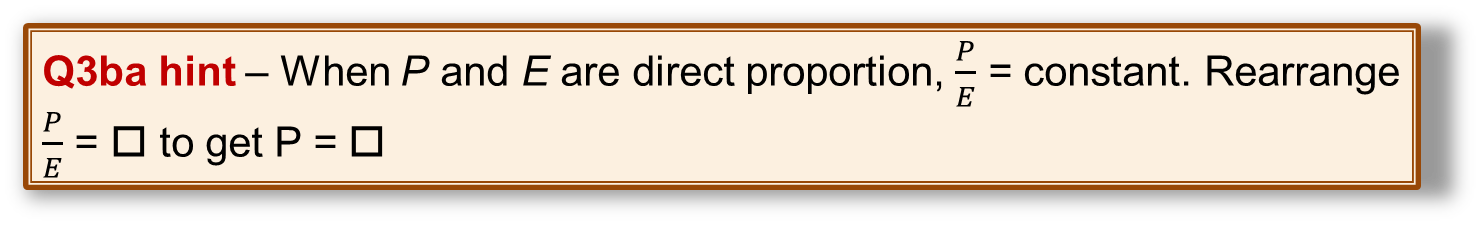 Q3ba hint – When P and E are direct proportion, P/E = constant. Rearrange
P/E = □ to get P = □